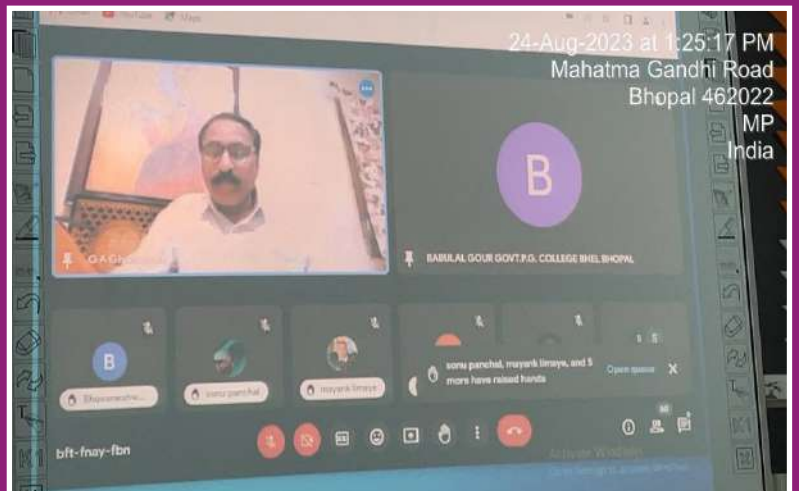 YouTube
Maps
24-Aug-2023 at 1:25:17 PM
Mahatma Gandhi Road
Bhopal 462022
MP
India
B
BABULAL GOUR GOVT.P.G. COLLEGE BHEL BHOPAL
B
sonu panchal
mayank limaye
sonu panchal, mayank limaye, and 5
more have raised hands
Open queue
bft-fnay-fbn
Activate Windows